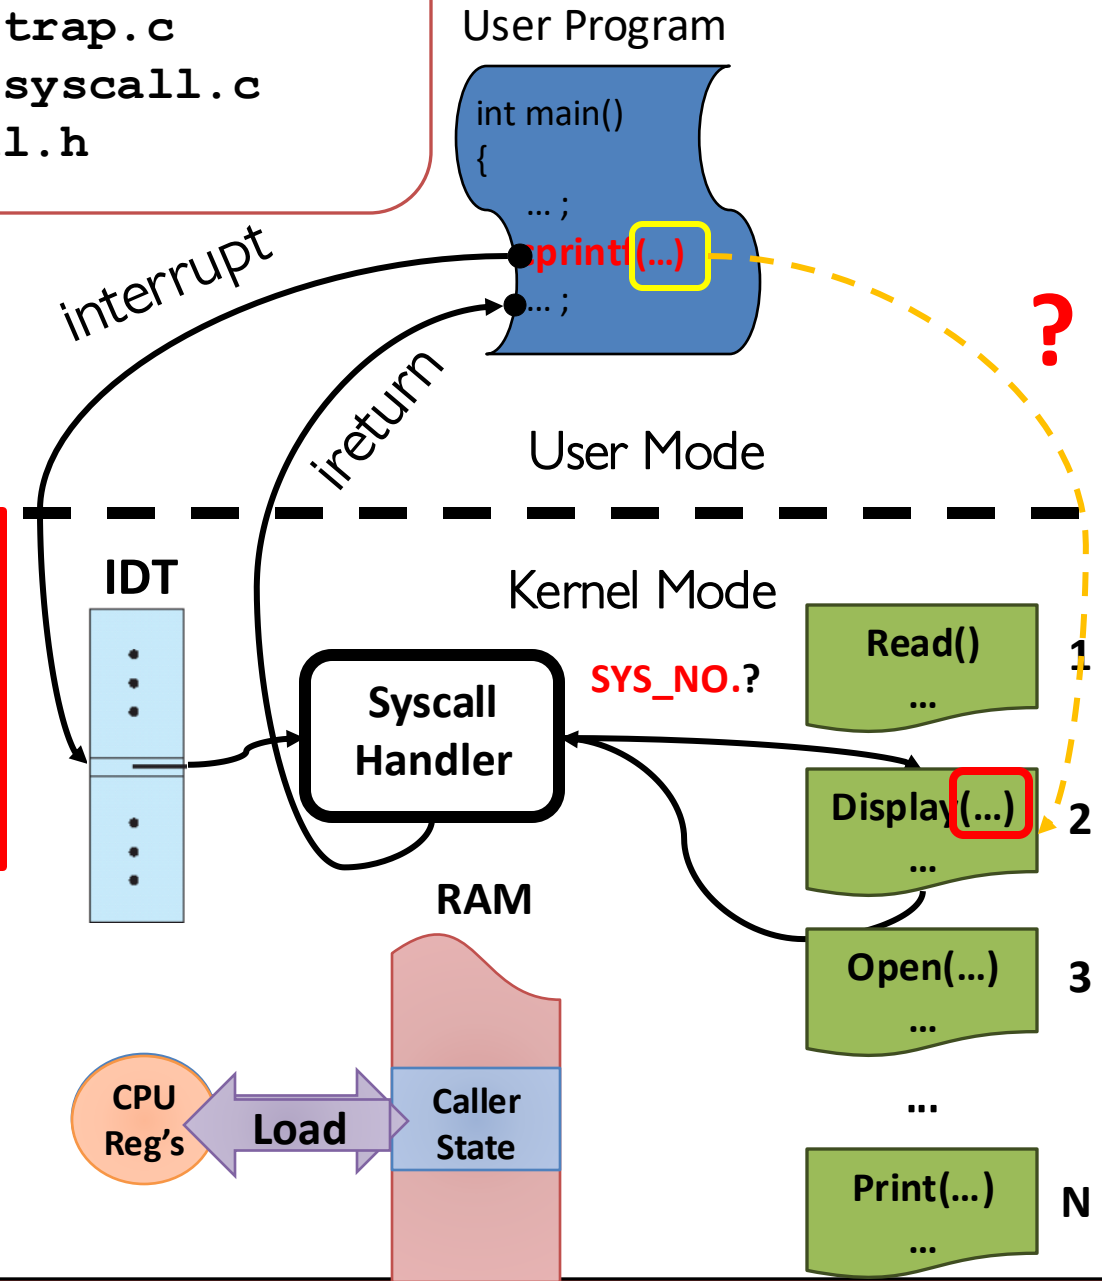 trap.c
syscall.c
l.h
User Program
int main()
{
... ;
cprintf(...)
... ;
interrupt
ireturn
?
User Mode
Kernel Mode
IDT
Syscall
Handler
SYS_NO.?
Read()
...
1
Display(...)
...
2
Open(...)
...
3
...
Print(...)
...
N
RAM
CPU
Reg's
Load
Caller
State